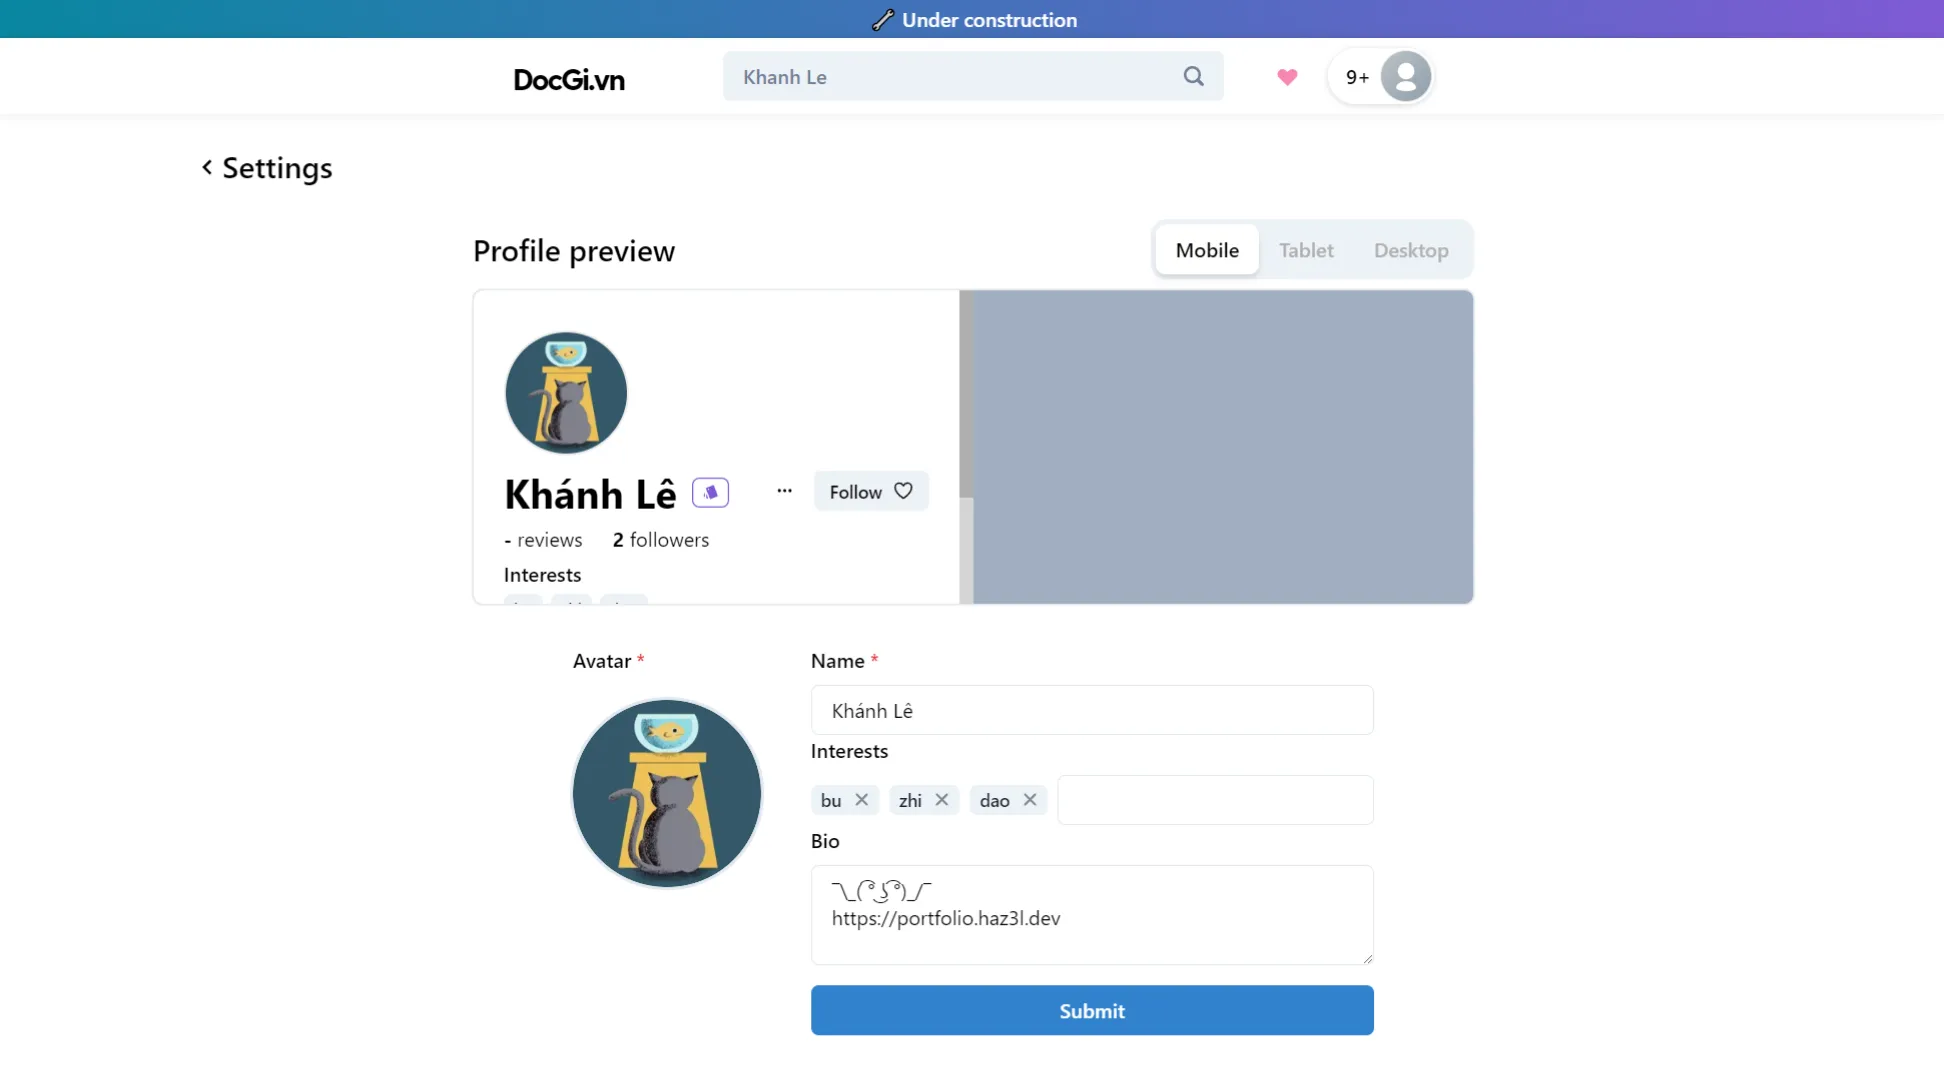 Under construction
DocGi.vn
Khanh Le
9+
Settings
Profile preview
Mobile
Tablet
Desktop
Khánh Lê
Follow
- reviews
2 followers
Interests
Avatar *
Name *
Khánh Lê
Interests
bu
zhi
dao
Bio
¯\_( ͡° ͜ʖ ͡°)_/¯
https://portfolio.haz3l.dev
Submit